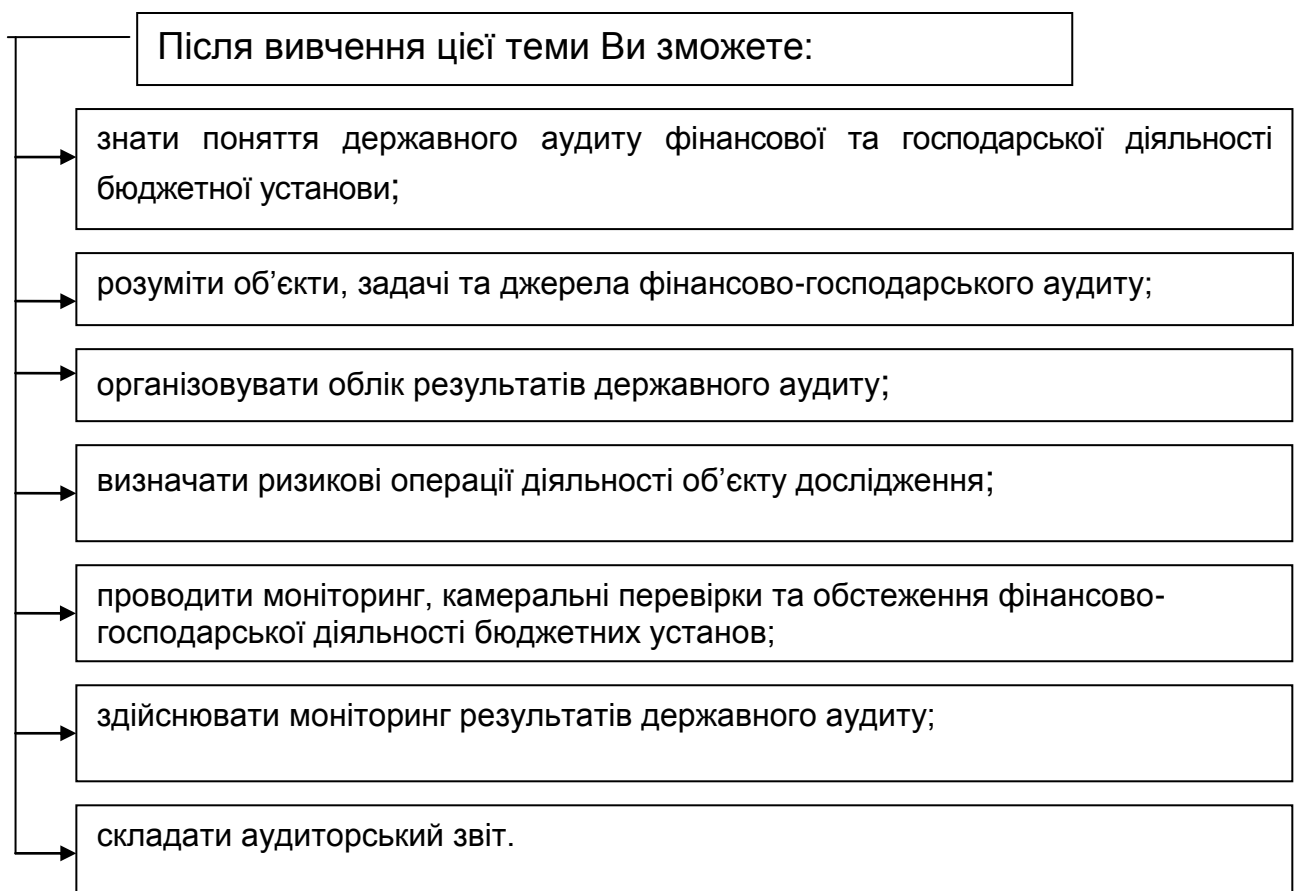 Після вивчення цієї теми Ви зможете:
знати поняття державного аудиту фінансової та господарської діяльності
бюджетної установи;
розуміти об’єкти, задачі та джерела фінансово-господарського аудиту;
організовувати облік результатів державного аудиту;
визначати ризикові операції діяльності об’єкту дослідження;
проводити моніторинг, камеральні перевірки та обстеження фінансово-
господарської діяльності бюджетних установ;
здійснювати моніторинг результатів державного аудиту;
складати аудиторський звіт.